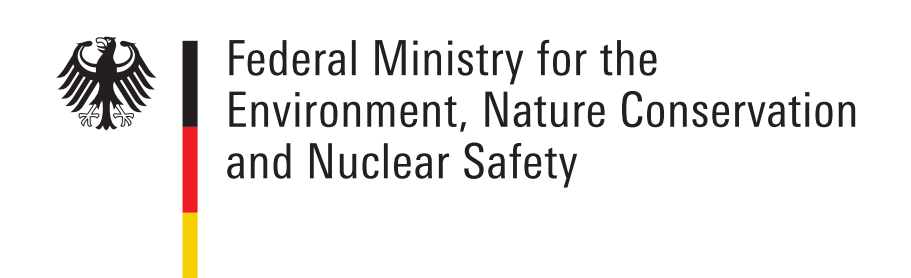 Federal Ministry for the
Environment, Nature Conservation
and Nuclear Safety